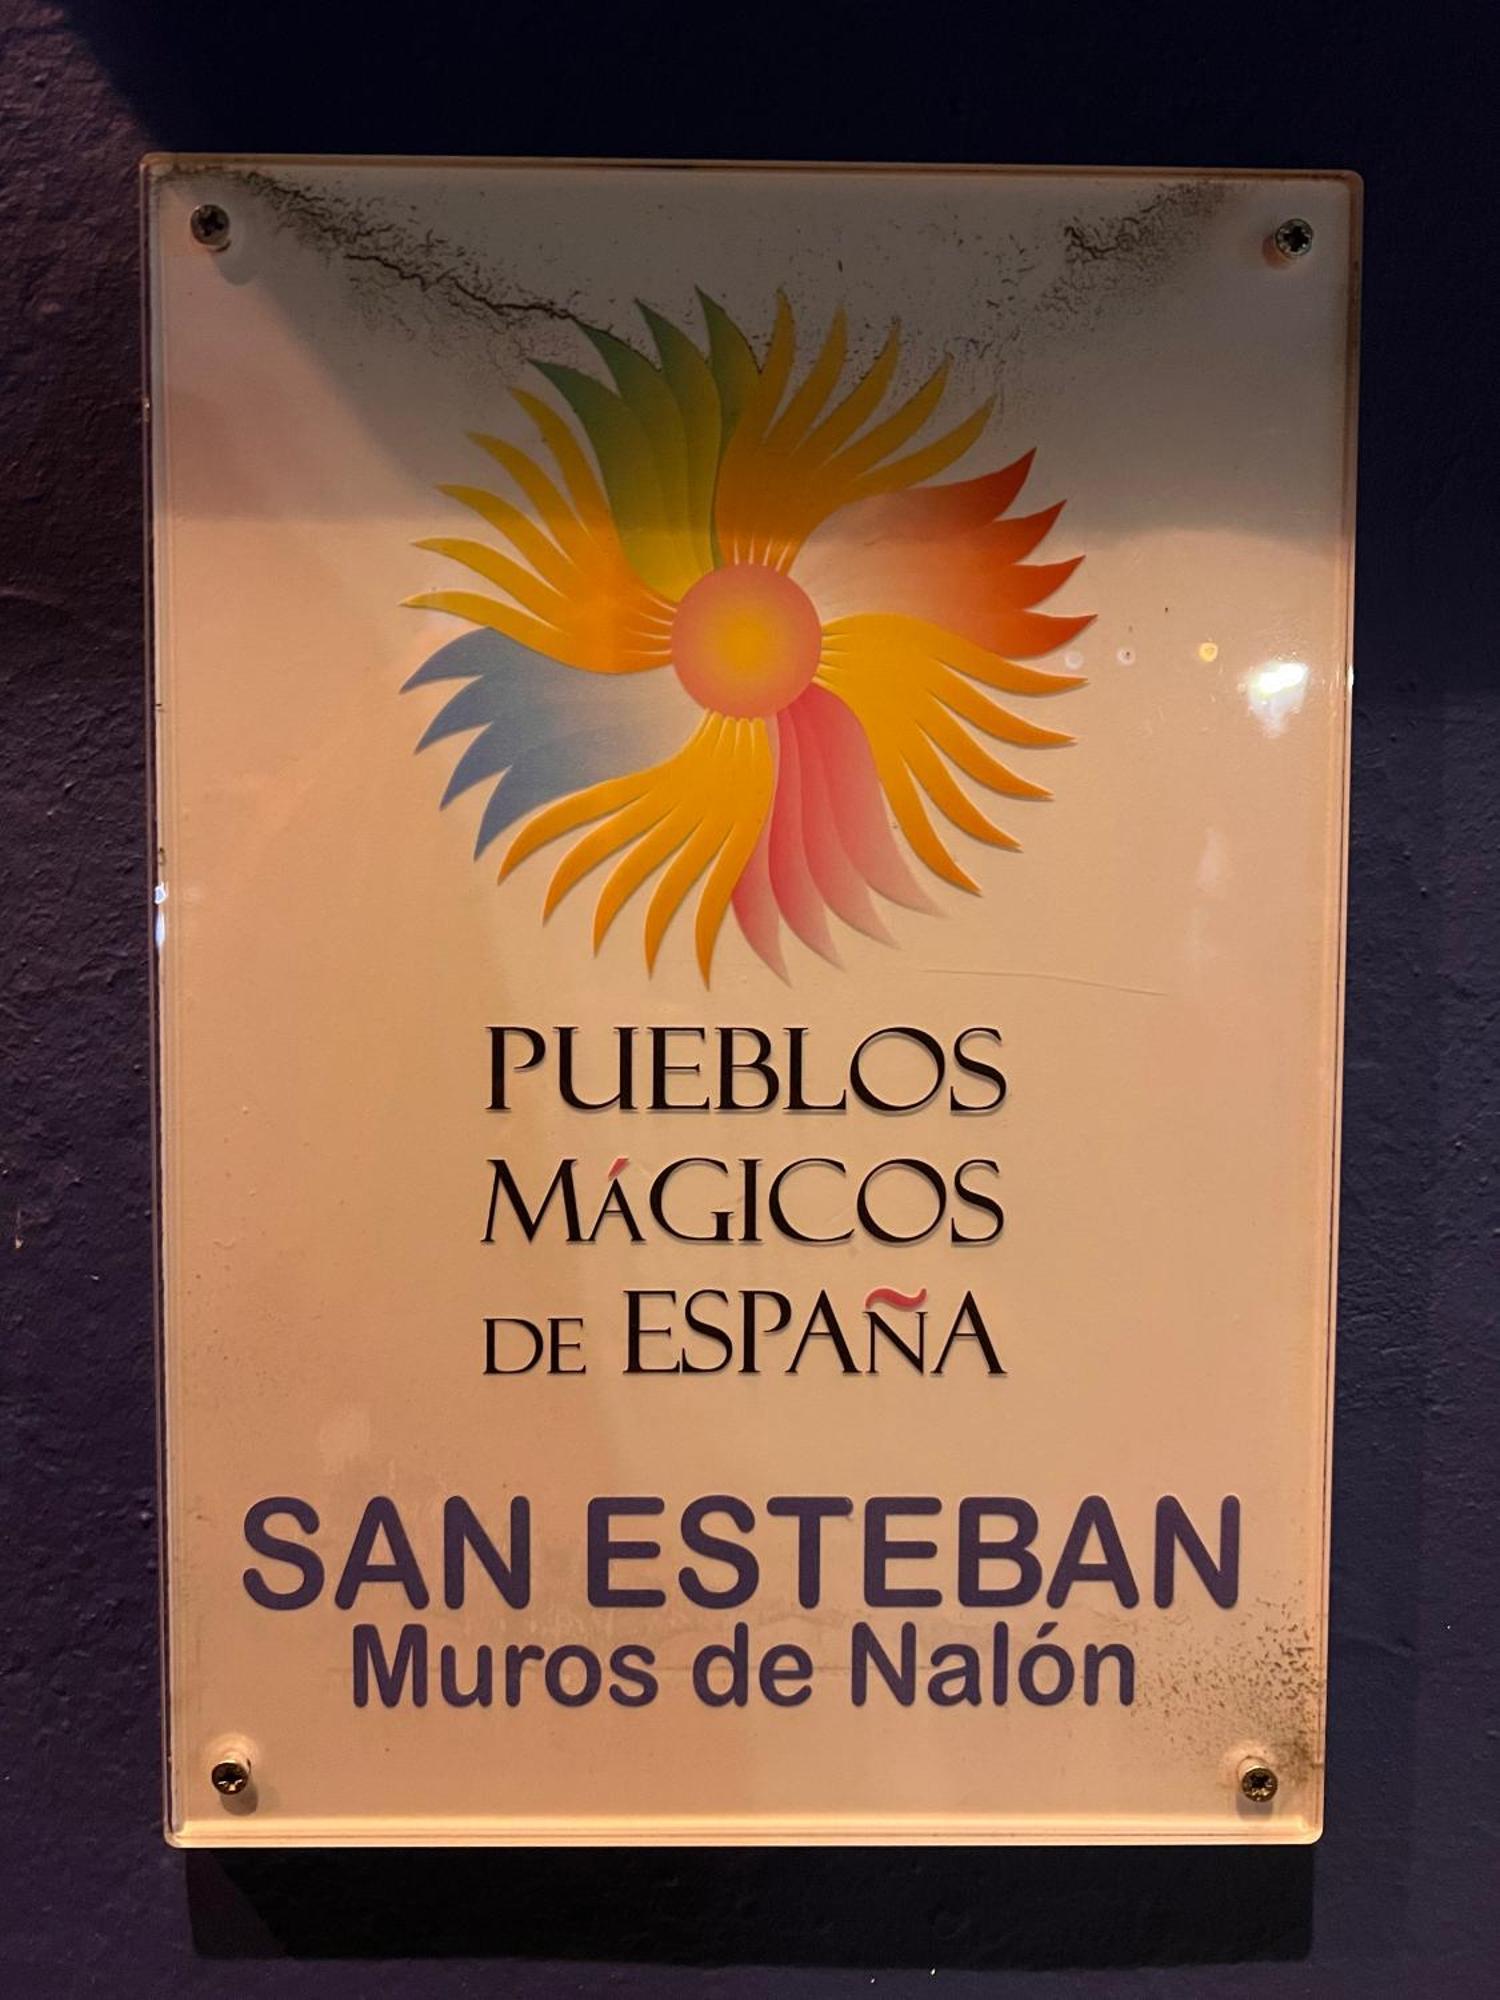 PUEBLOS
MÁGICOS
DE ESPAÑA
SAN ESTEBAN
Muros de Nalón